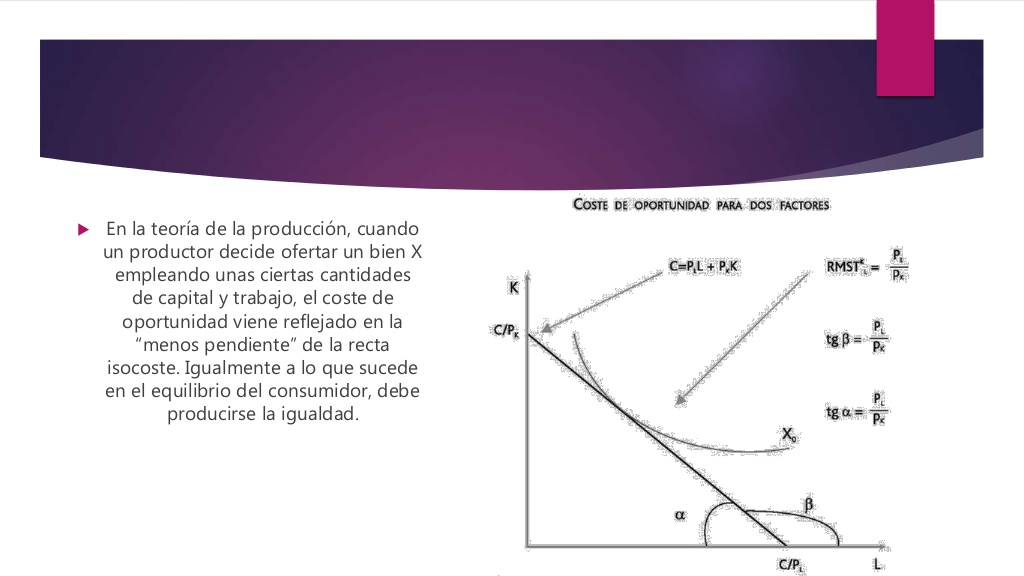 COSTE DE OPORTUNIDAD PARA DOS FACTORES
En la teoría de la producción, cuando
un productor decide ofertar un bien X
empleando unas ciertas cantidades
de capital y trabajo, el coste de
oportunidad viene reflejado en la
“menos pendiente” de la recta
isocoste. Igualmente a lo que sucede
en el equilibrio del consumidor, debe
producirse la igualdad.
C=PLL + PKK
RMST = PL/PK
K
C/PK
tg β = PL/PK
tg α = PL/PK
X0
α
β
C/PL
L